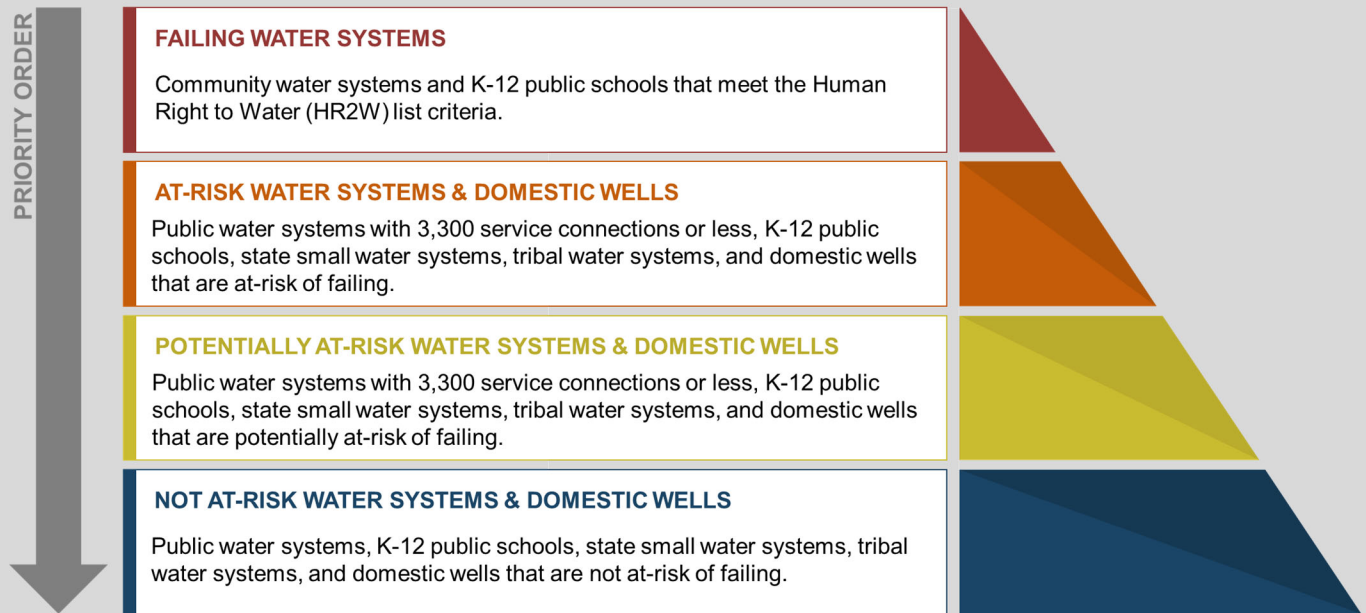 PRIORITY ORDER
FAILING WATER SYSTEMS
Community water systems and K-12 public schools that meet the Human
Right to Water (HR2W) list criteria.
AT-RISK WATER SYSTEMS & DOMESTIC WELLS
Public water systems with 3,300 service connections or less, K-12 public
schools, state small water systems, tribal water systems, and domestic wells
that are at-risk of failing.
POTENTIALLY AT-RISK WATER SYSTEMS & DOMESTIC WELLS
Public water systems with 3,300 service connections or less, K-12 public
schools, state small water systems, tribal water systems, and domestic wells
that are potentially at-risk of failing.
NOT AT-RISK WATER SYSTEMS & DOMESTIC WELLS
Public water systems, K-12 public schools, state small water systems, tribal
water systems, and domestic wells that are not at-risk of failing.